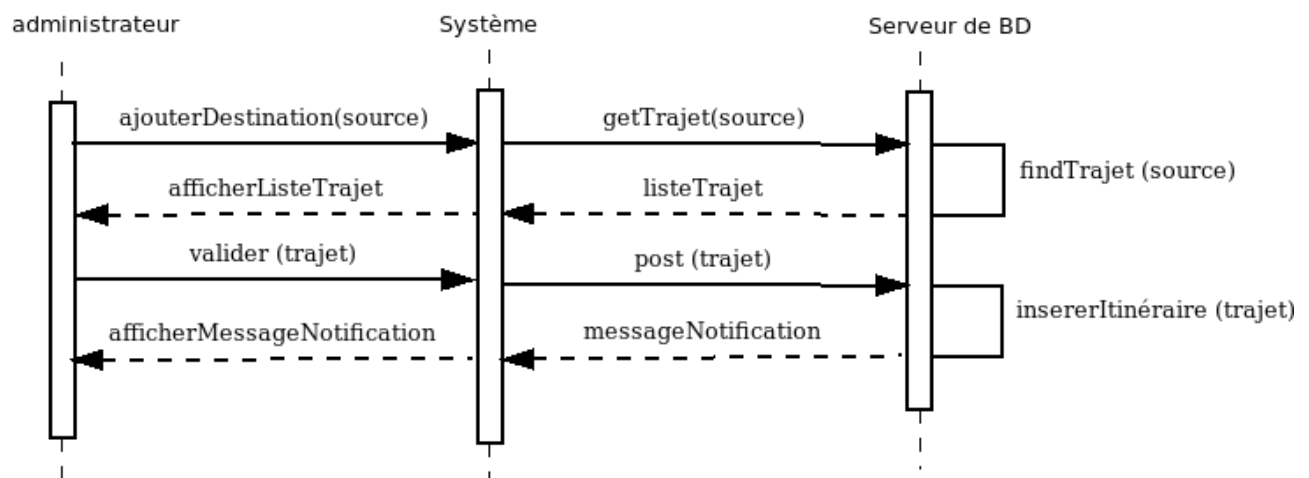 administrateur
Système
Serveur de BD
ajouterDestination(source)
getTrajet(source)
findTrajet (source)
afficherListeTrajet
listeTrajet
valider (trajet)
post (trajet)
insererItinéraire (trajet)
afficherMessageNotification
messageNotification